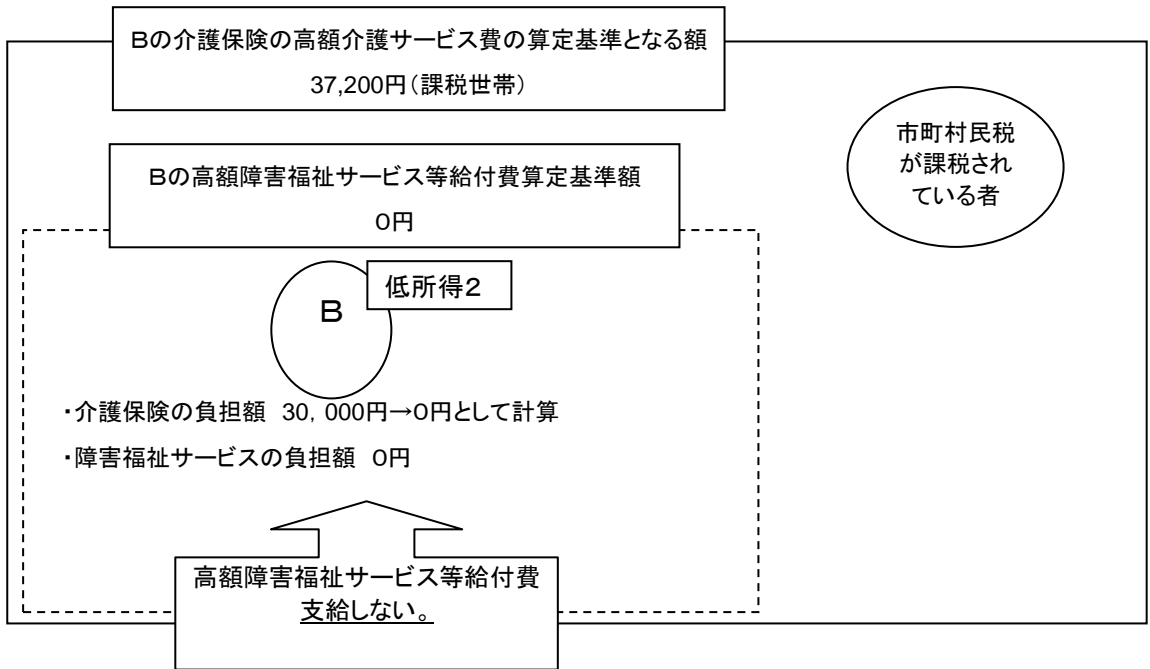 Bの介護保険の高額介護サービス費の算定基準となる額
37,200円(課税世帯)
市町村民税
が課税され
ている者
Bの高額障害福祉サービス等給付費算定基準額
0円
低所得2
B
・介護保険の負担額 30,000円→0円として計算
・障害福祉サービスの負担額 0円
高額障害福祉サービス等給付費
支給しない。